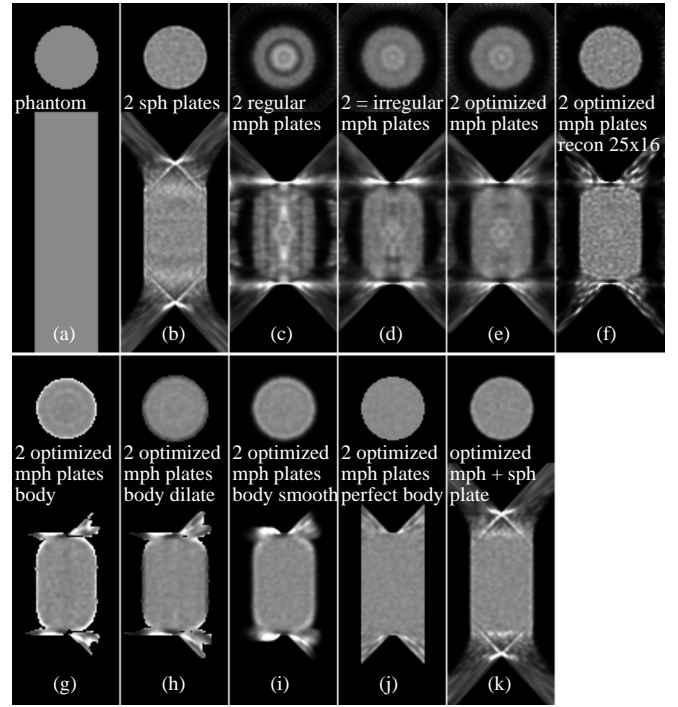 phantom
2 sph plates
2 regular
mph plates
2 = irregular
mph plates
2 optimized
mph plates
2 optimized
mph plates
recon 25x16
(a)
(b)
(c)
(d)
(e)
(f)
2 optimized
mph plates
body
2 optimized
mph plates
body dilate
2 optimized
mph plates
body smooth
2 optimized
mph plates
perfect body
optimized
mph + sph
plate
(g)
(h)
(i)
(j)
(k)